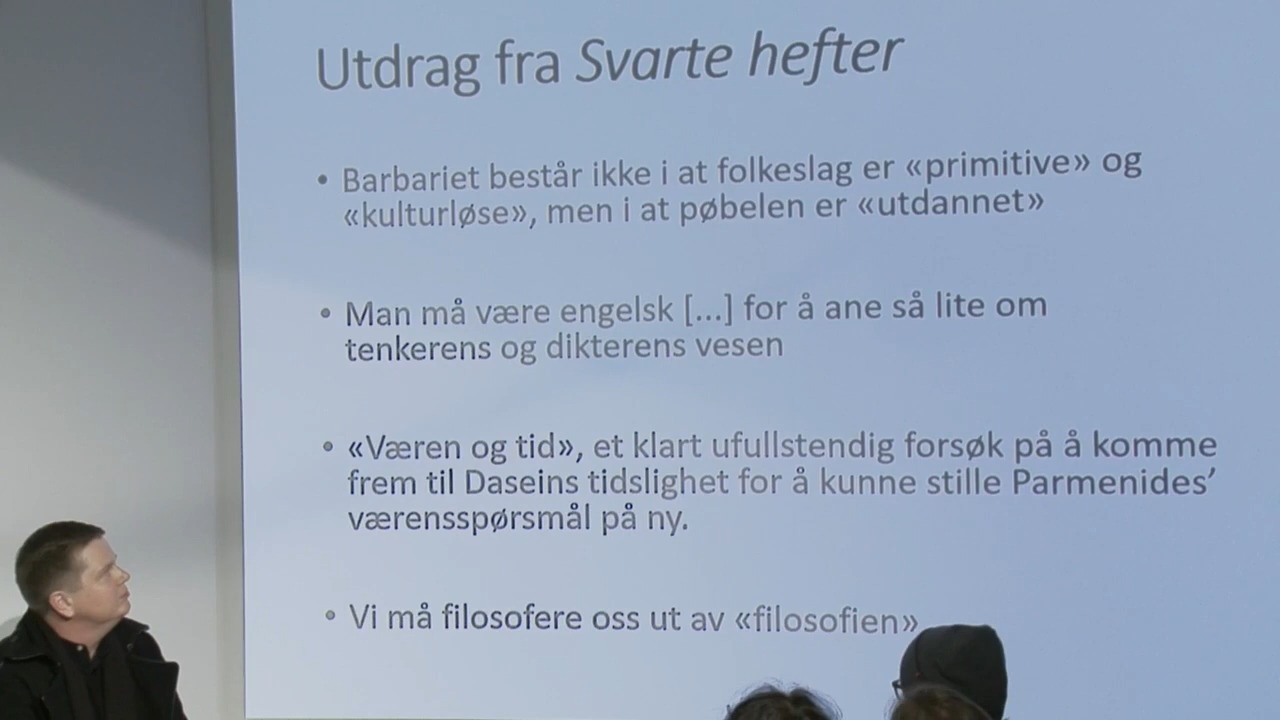 Utdrag fra Svarte hefter
• Barbariet består ikke i at folkeslag er «primitive» og
«kulturløse», men i at pøbelen er «utdannet»
• Man må være engelsk [...] for å ane så lite om
tenkerens og dikterens vesen
• «Væren og tid», et klart ufullstendig forsøk på å komme
frem til Daseins tidslighet for å kunne stille Parmenides’
værensspørsmål på ny.
• Vi må filosofere oss ut av «filosofien»